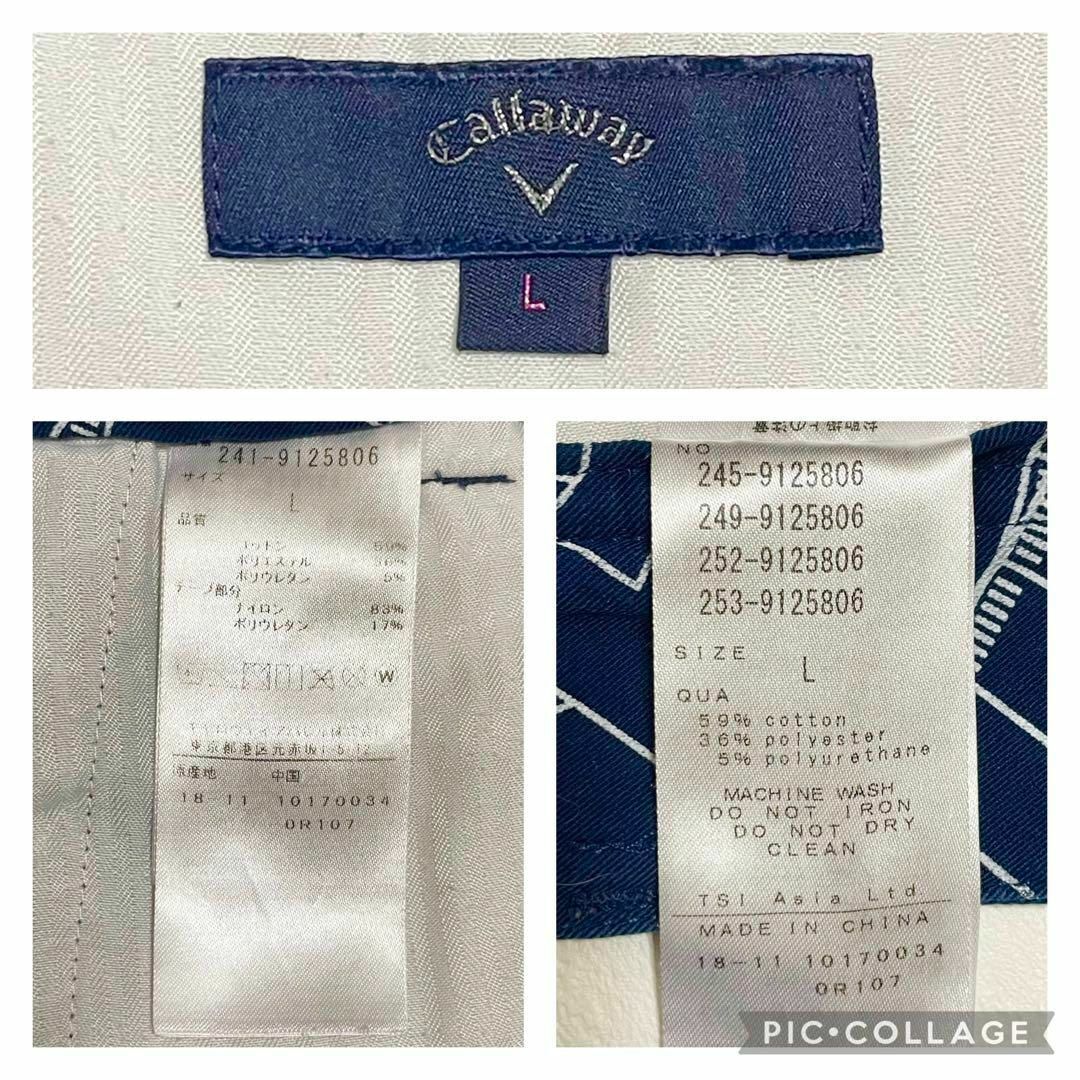 Callaway
L
241-9125806
サイズ
L
品質
コットン 59%
ポリエステル 36%
ポリウレタン 5%
テープ部分
ナイロン 83%
ポリウレタン 17%
W
東京都港区元赤坂1-5-12
原産地 中国
18-11 10170034
0R107
NO
245-9125806
249-9125806
252-9125806
253-9125806
SIZE
L
QUA
59% cotton
36% polyester
5% polyurethane
MACHINE WASH
DO NOT IRON
DO NOT DRY
CLEAN
TSI Asia Ltd
MADE IN CHINA
18-11 10170034
0R107
PIC•COLLAGE